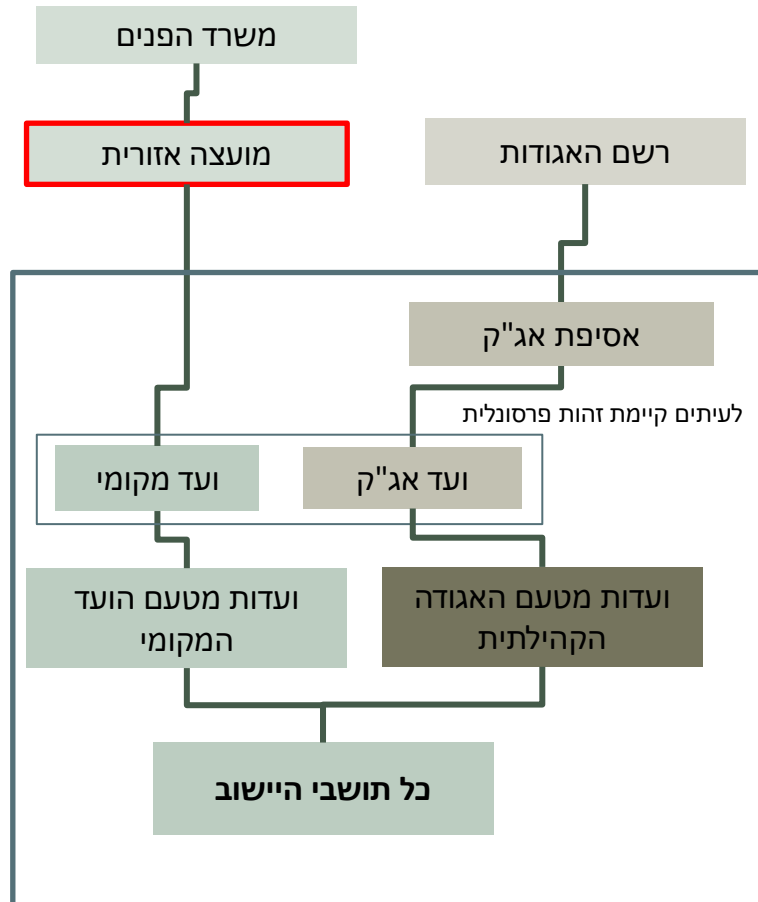 משרד הפנים
רשם האגודות
מועצה אזורית
אסיפת אג"ק
לעיתים קיימת זהות פרסונלית
ועד אג"ק
ועד מקומי
ועדות מטעם האגודה
הקהילתית
ועדות מטעם הועד
המקומי
כל תושבי היישוב